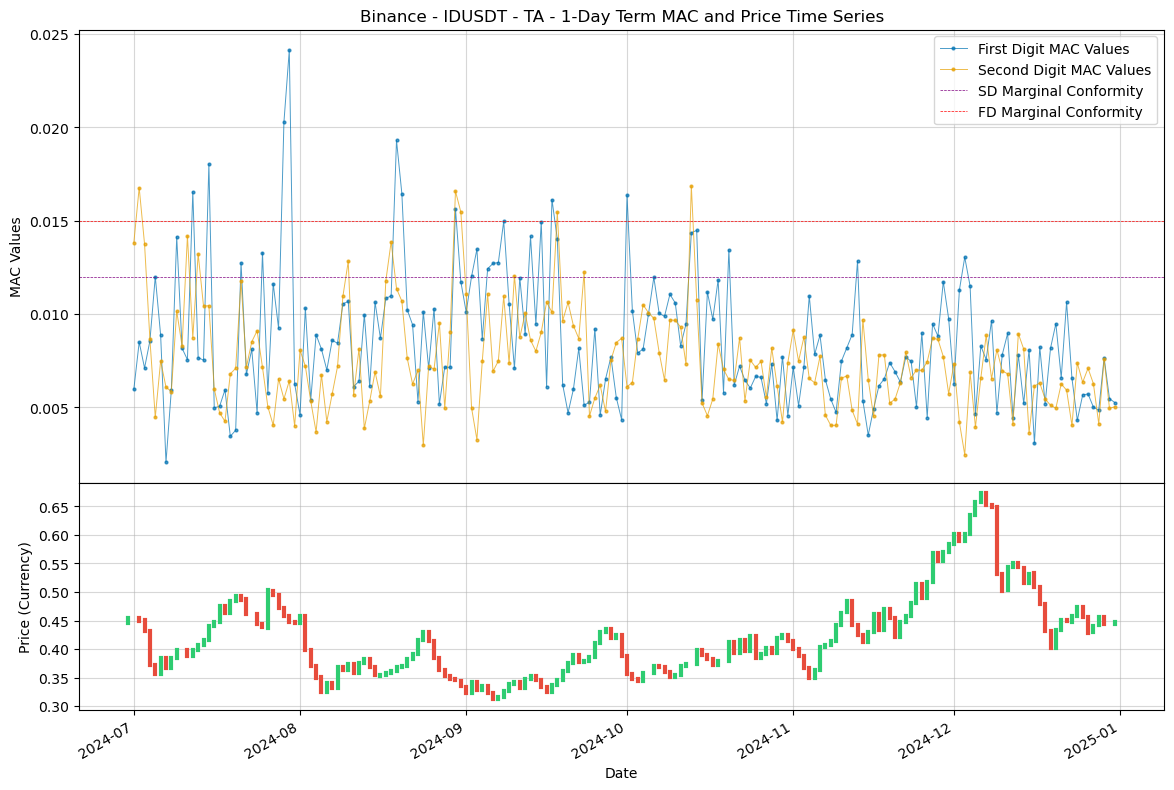 Binance - IDUSDT - TA - 1-Day Term MAC and Price Time Series
First Digit MAC Values
Second Digit MAC Values
SD Marginal Conformity
FD Marginal Conformity
MAC Values
0.025
0.020
0.015
0.010
0.005
Price (Currency)
0.65
0.60
0.55
0.50
0.45
0.40
0.35
0.30
2024-07
2024-08
2024-09
2024-10
2024-11
2024-12
2025-01
Date